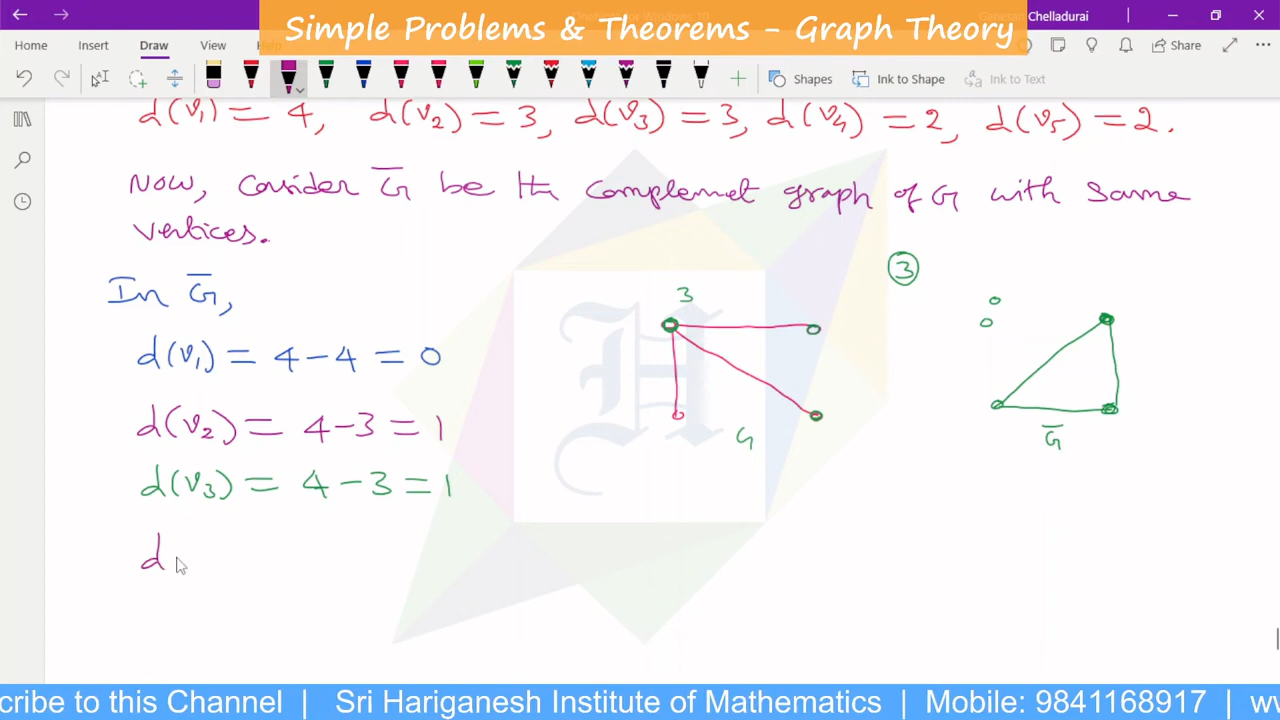 Simple Problems & Theorems - Graph Theory
Chelladurai
Home Insert Draw View
Shapes Ink to Shape Ink to Text Share
d(v₁) = 4, d(v₂) = 3, d(v₃) = 3, d(v₄) = 2, d(v₅) = 2.
Now, Consider G̅ be the complemet graph of G with same
vertices.
In G̅,
d(v₁) = 4 - 4 = 0
d(v₂) = 4 - 3 = 1
d(v₃) = 4 - 3 = 1
d
3
G
3
G̅
H
cribe to this Channel | Sri Hariganesh Institute of Mathematics | Mobile: 9841168917 | ww